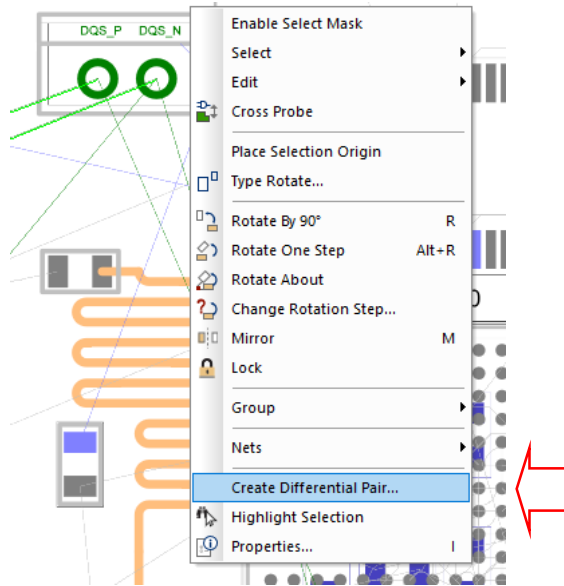 DQS_P DQS_N
Enable Select Mask
Select
Edit
Cross Probe
Place Selection Origin
Type Rotate...
Rotate By 90° R
Rotate One Step Alt+R
Rotate About
Change Rotation Step...
Mirror M
Lock
Group
Nets
Create Differential Pair...
Highlight Selection
Properties... I